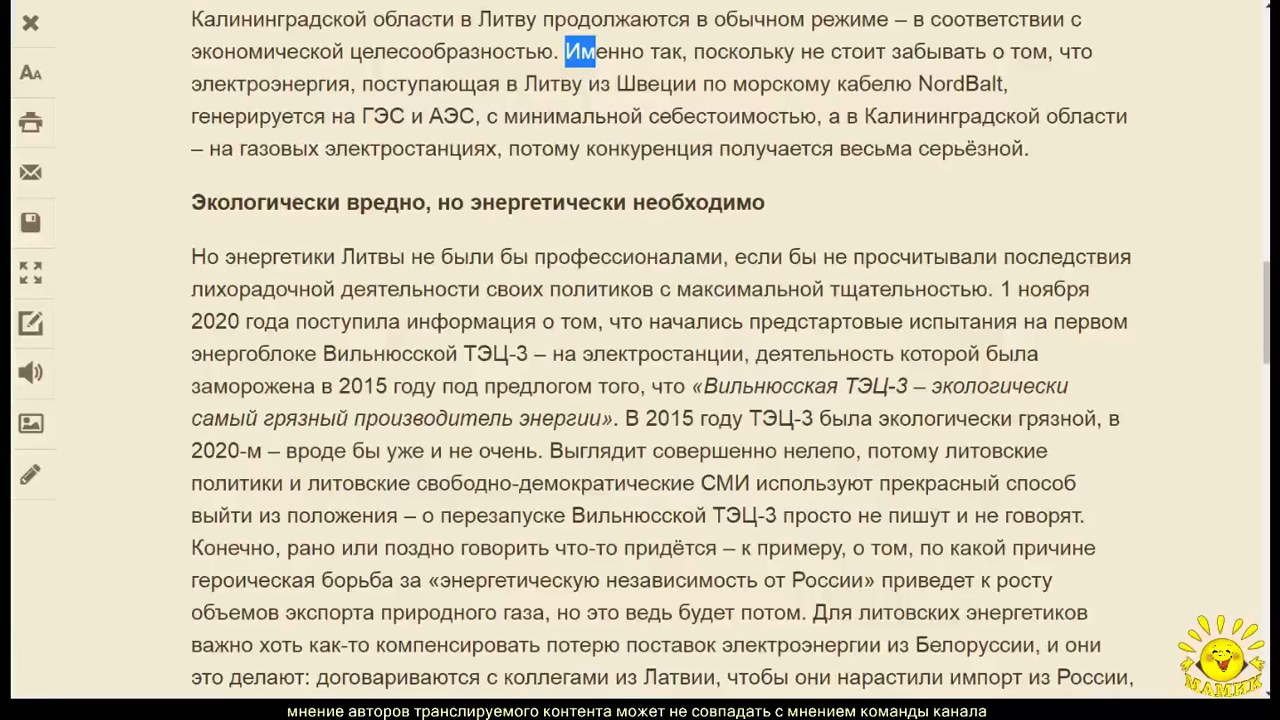 Калининградской области в Литву продолжаются в обычном режиме – в соответствии с
экономической целесообразностью. Именно так, поскольку не стоит забывать о том, что
электроэнергия, поступающая в Литву из Швеции по морскому кабелю NordBalt,
генерируется на ГЭС и АЭС, с минимальной себестоимостью, а в Калининградской области
– на газовых электростанциях, потому конкуренция получается весьма серьёзной.
Экологически вредно, но энергетически необходимо
Но энергетики Литвы не были бы профессионалами, если бы не просчитывали последствия
лихорадочной деятельности своих политиков с максимальной тщательностью. 1 ноября
2020 года поступила информация о том, что начались предстартовые испытания на первом
энергоблоке Вильнюсской ТЭЦ-3 – на электростанции, деятельность которой была
заморожена в 2015 году под предлогом того, что «Вильнюсская ТЭЦ-3 – экологически
самый грязный производитель энергии». В 2015 году ТЭЦ-3 была экологически грязной, в
2020-м – вроде бы уже и не очень. Выглядит совершенно нелепо, потому литовские
политики и литовские свободно-демократические СМИ используют прекрасный способ
выйти из положения – о перезапуске Вильнюсской ТЭЦ-3 просто не пишут и не говорят.
Конечно, рано или поздно говорить что-то придётся – к примеру, о том, по какой причине
героическая борьба за «энергетическую независимость от России» приведет к росту
объемов экспорта природного газа, но это ведь будет потом. Для литовских энергетиков
важно хоть как-то компенсировать потерю поставок электроэнергии из Белоруссии, и они
это делают: договариваются с коллегами из Латвии, чтобы они нарастили импорт из России,
МАМИК
мнение авторов транслируемого контента может не совпадать с мнением команды канала